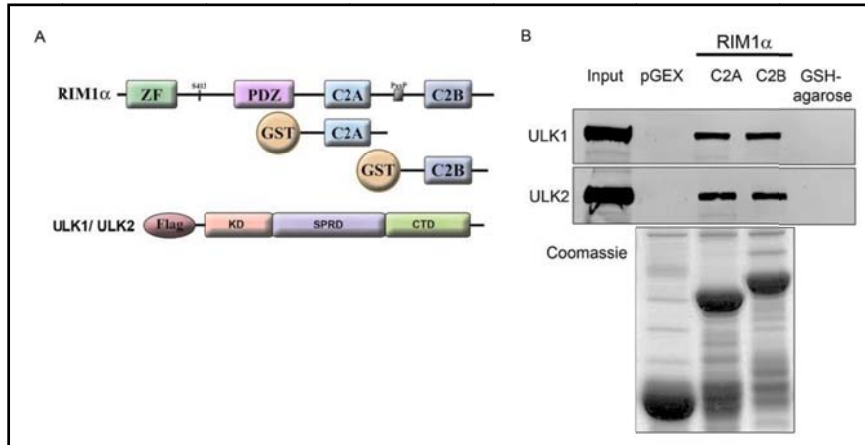 A
RIM1α ZF S413 PDZ C2A PxxP C2B
GST C2A
GST C2B
ULK1/ ULK2 Flag KD SPRD CTD
B
RIM1α
Input pGEX C2A C2B GSH-
agarose
ULK1
ULK2
Coomassie